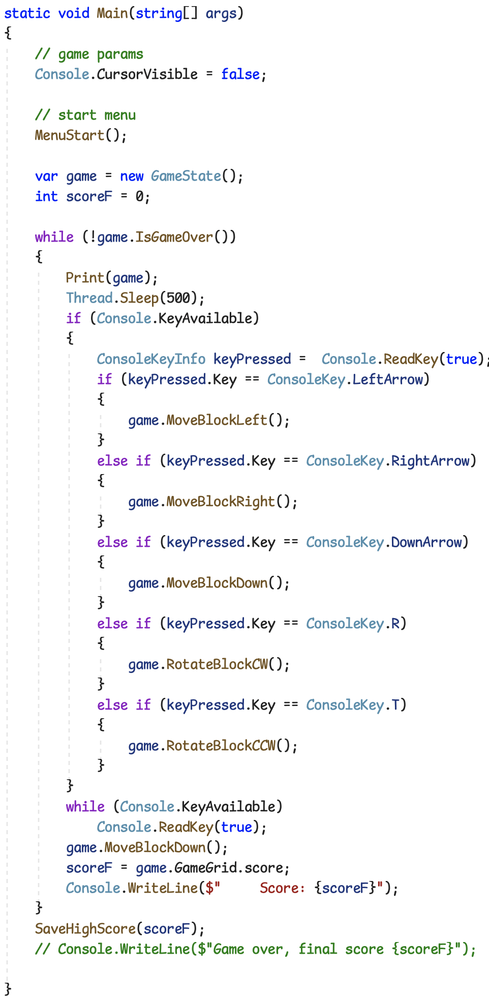 static void Main(string[] args)
{
    // game params
    Console.CursorVisible = false;

    // start menu
    MenuStart();

    var game = new GameState();
    int scoreF = 0;

    while (!game.IsGameOver())
    {
        Print(game);
        Thread.Sleep(500);
        if (Console.KeyAvailable)
        {
            ConsoleKeyInfo keyPressed =  Console.ReadKey(true);
            if (keyPressed.Key == ConsoleKey.LeftArrow)
            {
                game.MoveBlockLeft();
            }
            else if (keyPressed.Key == ConsoleKey.RightArrow)
            {
                game.MoveBlockRight();
            }
            else if (keyPressed.Key == ConsoleKey.DownArrow)
            {
                game.MoveBlockDown();
            }
            else if (keyPressed.Key == ConsoleKey.R)
            {
                game.RotateBlockCW();
            }
            else if (keyPressed.Key == ConsoleKey.T)
            {
                game.RotateBlockCCW();
            }
        }
        while (Console.KeyAvailable)
            Console.ReadKey(true);
        game.MoveBlockDown();
        scoreF = game.GameGrid.score;
        Console.WriteLine($"     Score: {scoreF}");
    }
    SaveHighScore(scoreF);
    // Console.WriteLine($"Game over, final score {scoreF}");

}